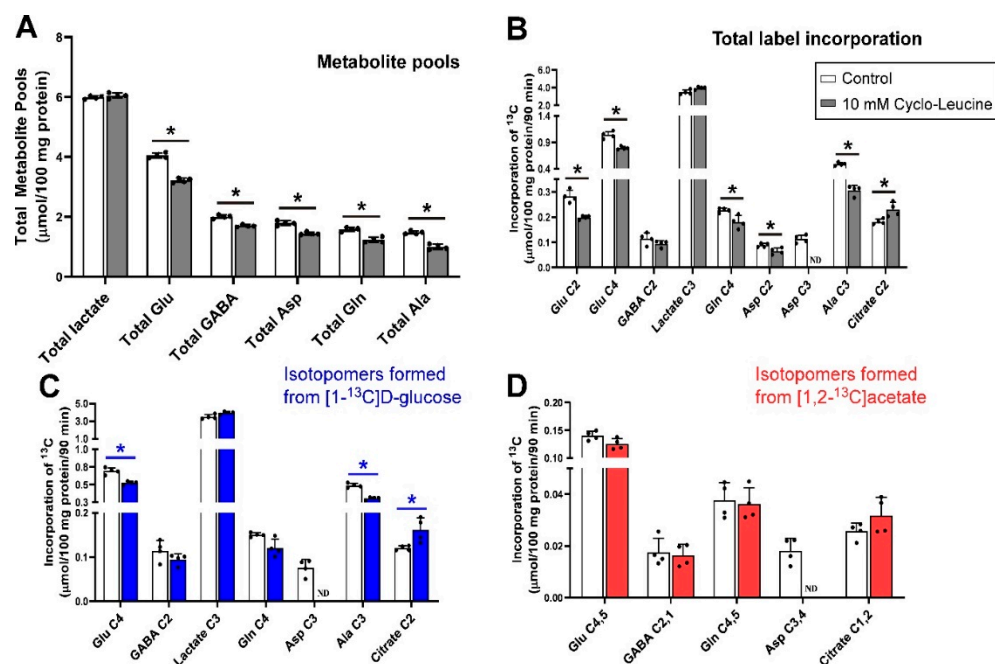 A
Metabolite pools
Total Metabolite Pools
(µmol/100 mg protein)
8
6
4
2
0
*
*
*
*
*
Total lactate
Total Glu
Total GABA
Total Asp
Total Gln
Total Ala
B
Total label incorporation
Control
10 mM Cyclo-Leucine
Incorporation of ¹³C
(µmol/100 mg protein/90 min)
4.0
2.0
1.4
0.9
0.4
0.3
0.2
0.1
0.0
*
*
*
*
ND
*
*
Glu C2
Glu C4
GABA C2
Lactate C3
Gln C4
Asp C2
Asp C3
Ala C3
Citrate C2
C
Isotopomers formed
from [1-¹³C]D-glucose
Incorporation of ¹³C
(µmol/100 mg protein/90 min)
5.0
3.0
1.0
1.0
0.8
0.5
0.3
0.2
0.1
0.0
*
ND
*
*
Glu C4
GABA C2
Lactate C3
Gln C4
Asp C3
Ala C3
Citrate C2
D
Isotopomers formed
from [1,2-¹³C]acetate
Incorporation of ¹³C
(µmol/100 mg protein/90 min)
0.20
0.15
0.10
0.04
0.02
0.00
ND
Glu C4,5
GABA C2,1
Gln C4,5
Asp C3,4
Citrate C1,2